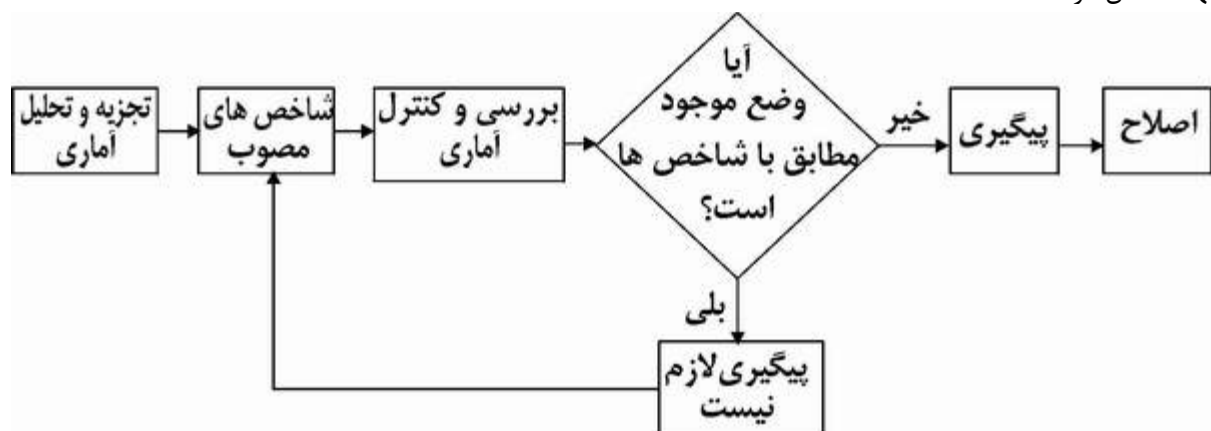 تجزیه و تحلیل
آماری
شاخص های
مصوب
بررسی و کنترل
آماری
آیا
وضع موجود
مطابق با شاخص ها
است؟
خیر
پیگیری
اصلاح
بلی
پیگیری لازم
نیست